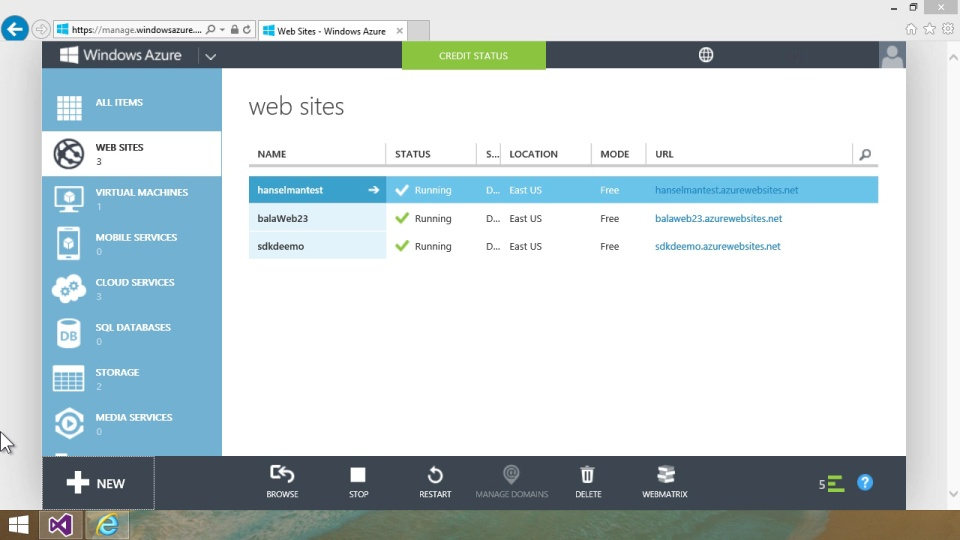 https://manage.windowsazure....
Web Sites - Windows Azure
Windows Azure
CREDIT STATUS
ALL ITEMS
WEB SITES
3
VIRTUAL MACHINES
1
MOBILE SERVICES
0
CLOUD SERVICES
3
SQL DATABASES
0
STORAGE
2
MEDIA SERVICES
0
web sites
NAME STATUS S... LOCATION MODE URL
hanselmantest Running D... East US Free hanselmantest.azurewebsites.net
balaWeb23 Running D... East US Free balaweb23.azurewebsites.net
sdkdeemo Running D... East US Free sdkdeemo.azurewebsites.net
NEW
BROWSE
STOP
RESTART
MANAGE DOMAINS
DELETE
WEBMATRIX
5
?
DB